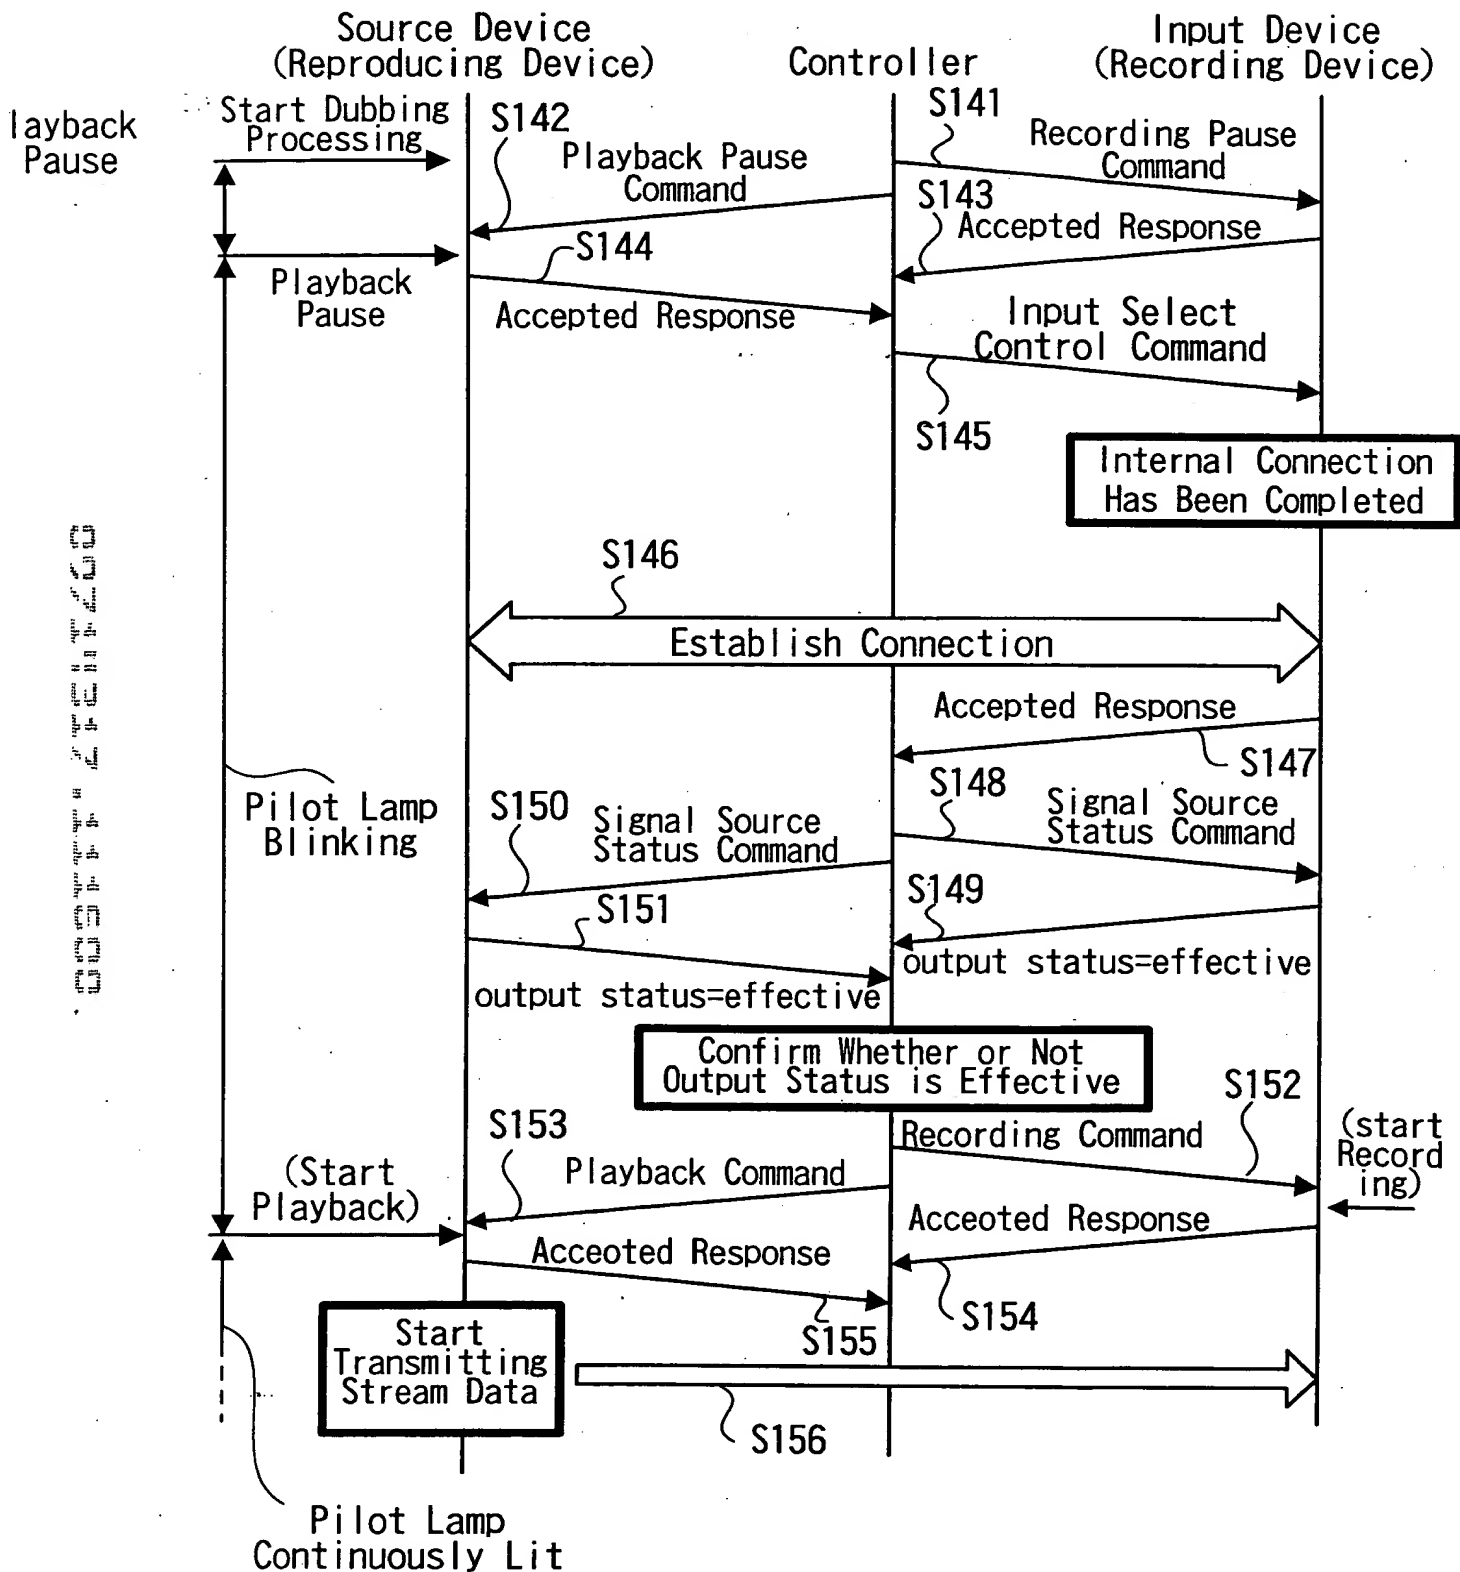 Source Device
(Reproducing Device)
Controller
Input Device
(Recording Device)
layback
Pause
Start Dubbing
Processing
S142
S141
Recording Pause
Command
Playback Pause
Command
S143
Accepted Response
S144
Playback
Pause
Accepted Response
Input Select
Control Command
S145
Internal Connection
Has Been Completed
S146
Establish Connection
Accepted Response
S147
Pilot Lamp
Blinking
S150
Signal Source
Status Command
S148
Signal Source
Status Command
S151
S149
output status=effective
output status=effective
Confirm Whether or Not
Output Status is Effective
S152
S153
Recording Command
(start
Record
ing)
(Start
Playback)
Playback Command
Acceoted Response
Acceoted Response
S154
S155
Start
Transmitting
Stream Data
S156
Pilot Lamp
Continuously Lit